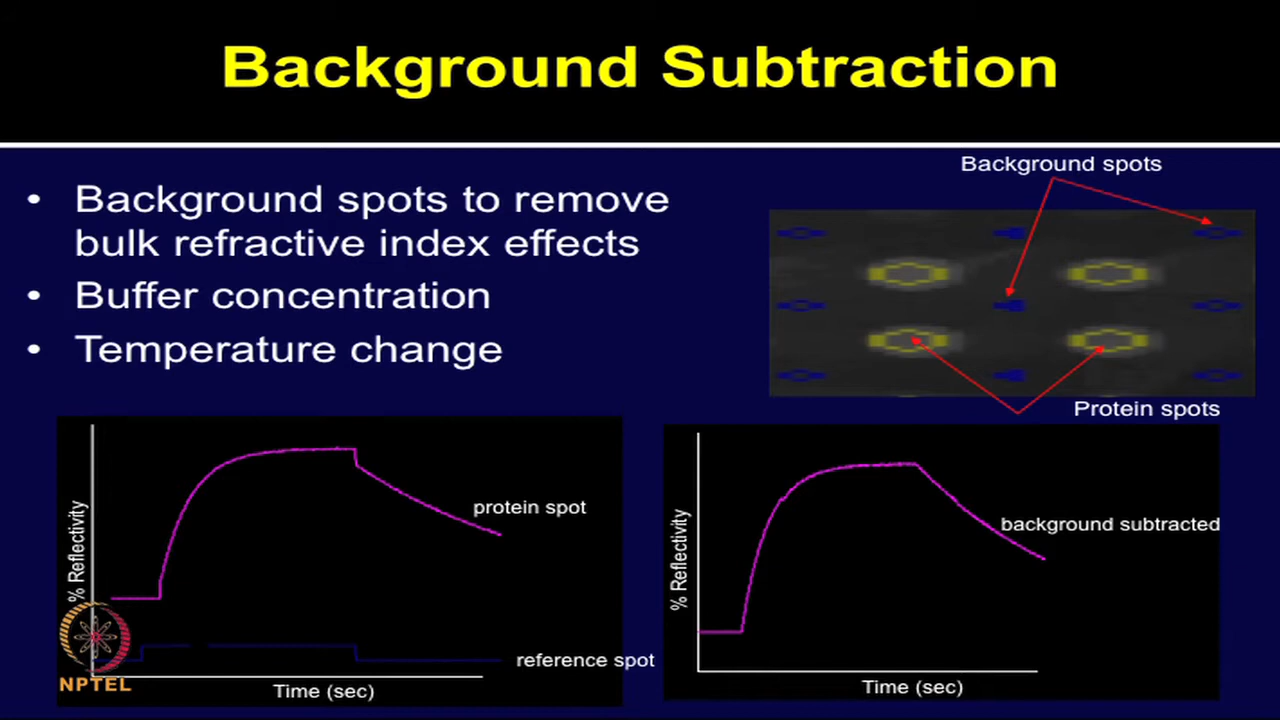 Background Subtraction
• Background spots to remove
bulk refractive index effects
• Buffer concentration
• Temperature change
Background spots
Protein spots
% Reflectivity
protein spot
reference spot
Time (sec)
NPTEL
% Reflectivity
background subtracted
Time (sec)